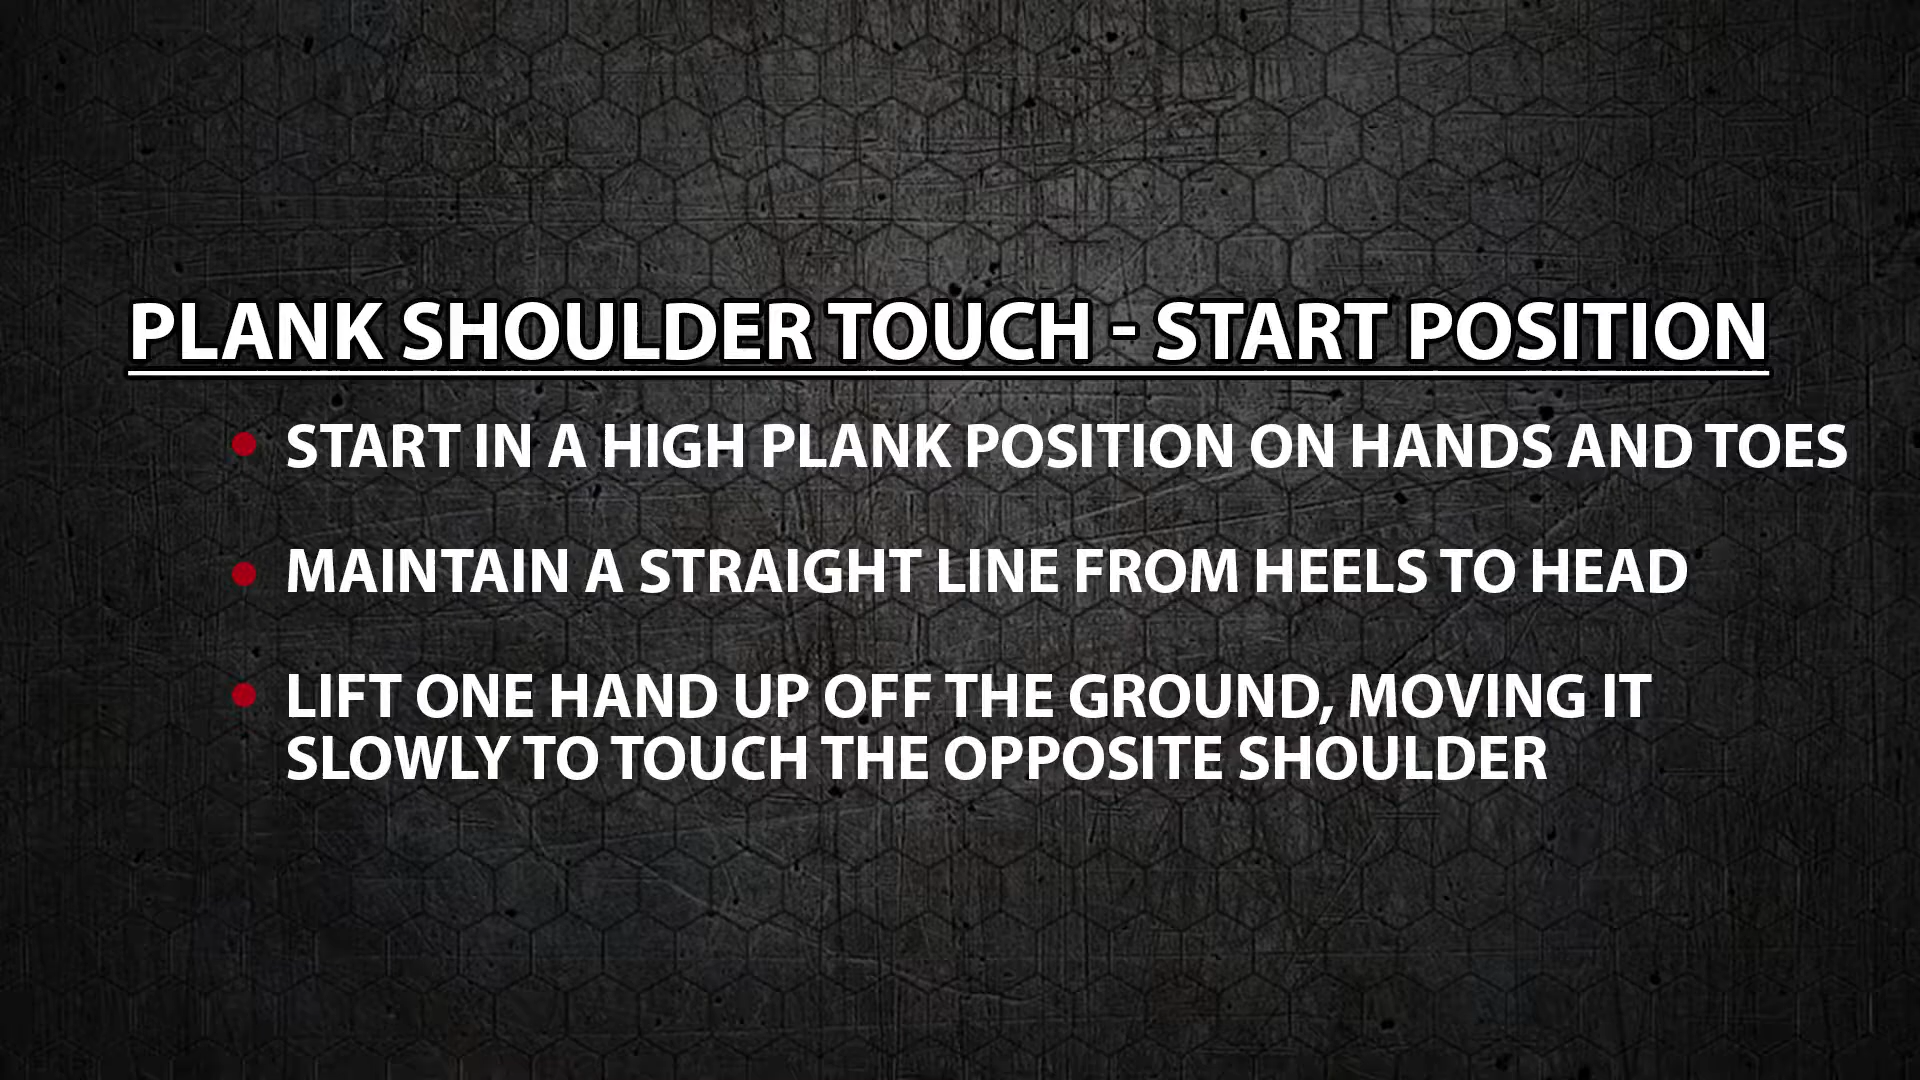 PLANK SHOULDER TOUCH - START POSITION
• START IN A HIGH PLANK POSITION ON HANDS AND TOES
• MAINTAIN A STRAIGHT LINE FROM HEELS TO HEAD
• LIFT ONE HAND UP OFF THE GROUND, MOVING IT
SLOWLY TO TOUCH THE OPPOSITE SHOULDER